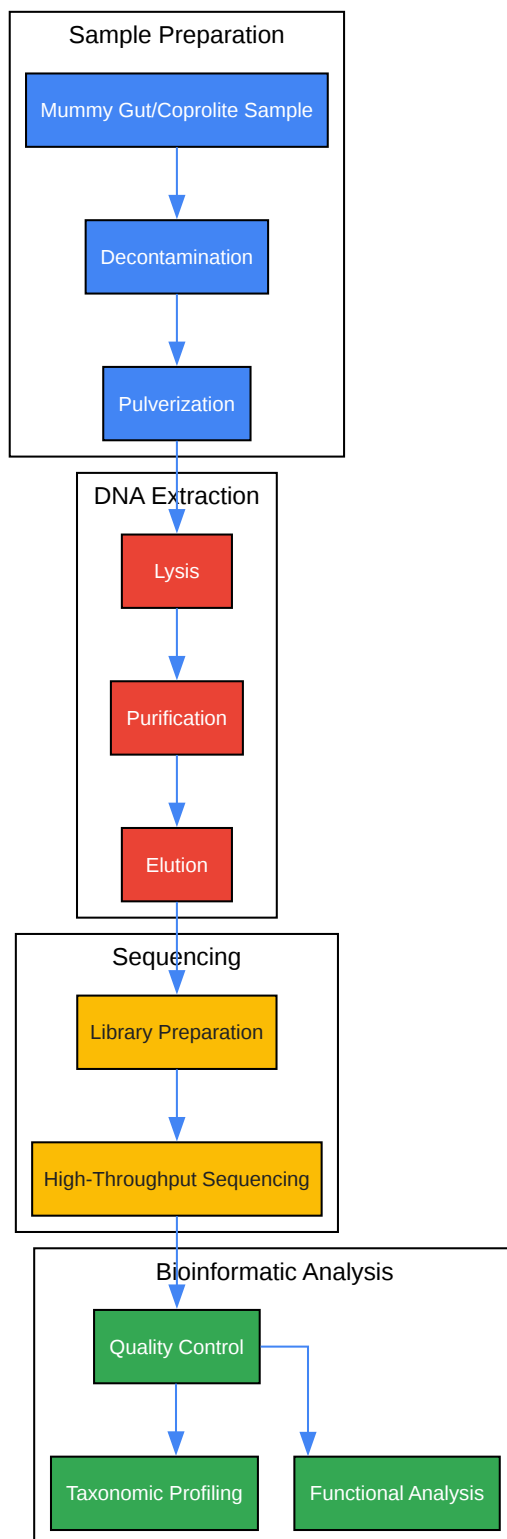 Sample Preparation
Mummy Gut/Coprolite Sample
Decontamination
Pulverization
DNA Extraction
Lysis
Purification
Elution
Sequencing
Library Preparation
High-Throughput Sequencing
Bioinformatic Analysis
Quality Control
Taxonomic Profiling
Functional Analysis